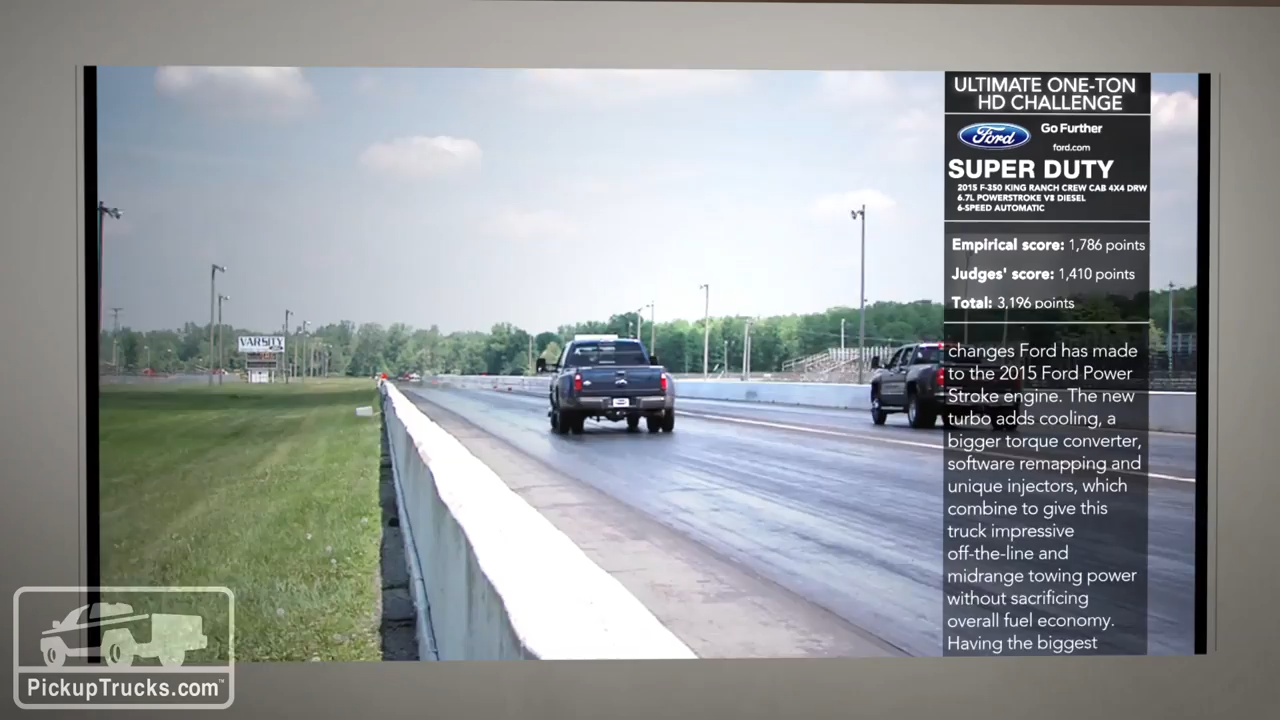 ULTIMATE ONE-TON
HD CHALLENGE
Ford
Go Further
ford.com
SUPER DUTY
2015 F-350 KING RANCH CREW CAB 4X4 DRW
6.7L POWERSTROKE V8 DIESEL
6-SPEED AUTOMATIC
Empirical score: 1,786 points
Judges' score: 1,410 points
Total: 3,196 points
changes Ford has made
to the 2015 Ford Power
Stroke engine. The new
turbo adds cooling, a
bigger torque converter,
software remapping and
unique injectors, which
combine to give this
truck impressive
off-the-line and
midrange towing power
without sacrificing
overall fuel economy.
Having the biggest
VARSITY
PickupTrucks.com™